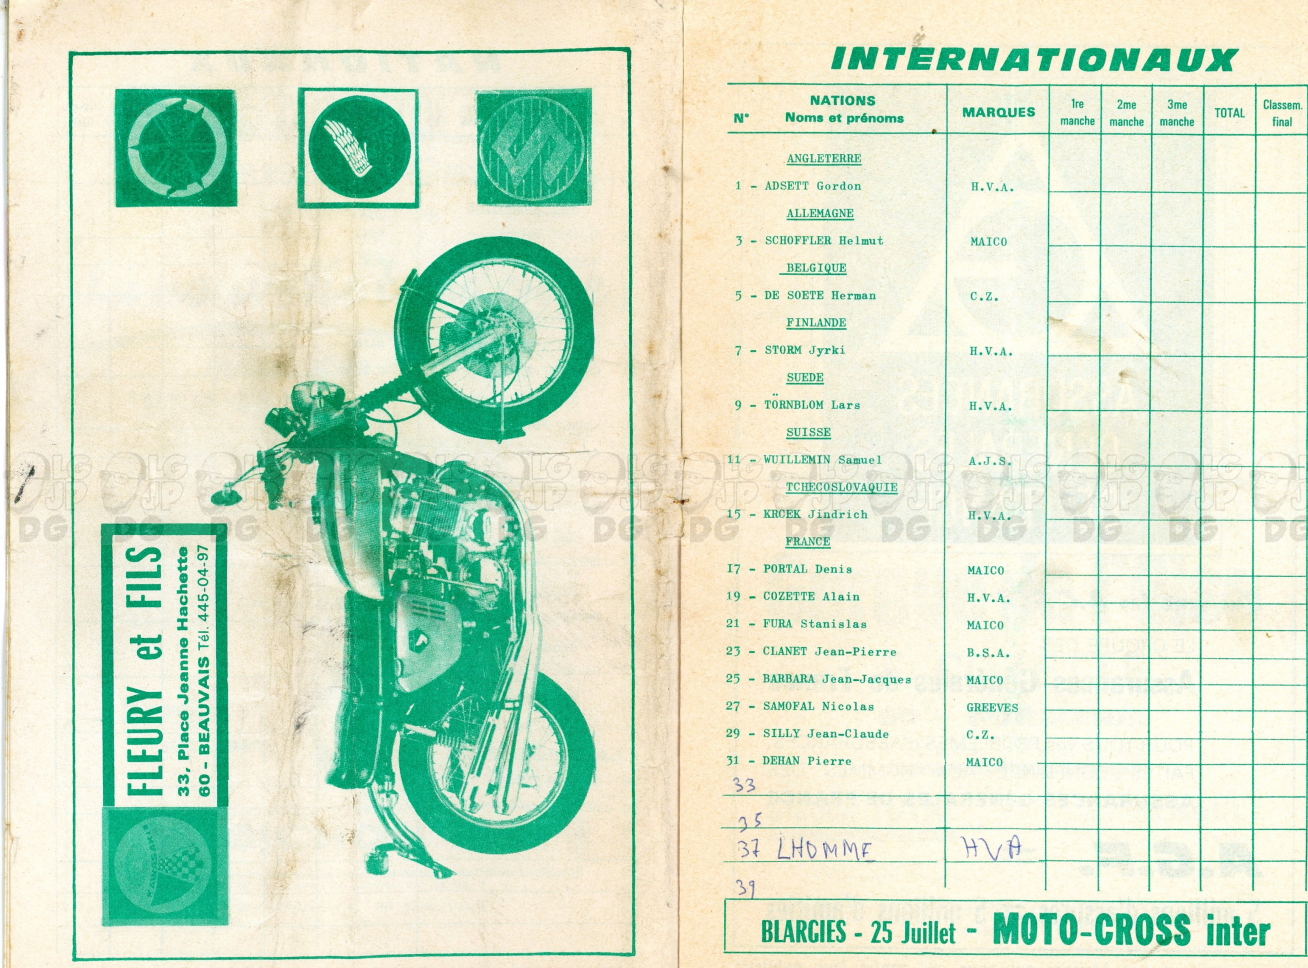 FLEURY et FILS
33, Place Jeanne Hachette
60 - BEAUVAIS Tél. 445-04-97
KAWASAKI
INTERNATIONAUX
N° NATIONS Noms et prénoms MARQUES 1re manche 2me manche 3me manche TOTAL Classem. final
ANGLETERRE
1 - ADSETT Gordon H.V.A.
ALLEMAGNE
3 - SCHOFFLER Helmut MAICO
BELGIQUE
5 - DE SOETE Herman C.Z.
FINLANDE
7 - STORM Jyrki H.V.A.
SUEDE
9 - TÖRNBLOM Lars H.V.A.
SUISSE
11 - WUILLEMIN Samuel A.J.S.
TCHECOSLOVAQUIE
15 - KRCEK Jindrich H.V.A.
FRANCE
17 - PORTAL Denis MAICO
19 - COZETTE Alain H.V.A.
21 - FURA Stanislas MAICO
23 - CLANET Jean-Pierre B.S.A.
25 - BARBARA Jean-Jacques MAICO
27 - SAMOFAL Nicolas GREEVES
29 - SILLY Jean-Claude C.Z.
31 - DEHAN Pierre MAICO
33
35
37 LHOMME HVA
39
BLARGIES - 25 Juillet - MOTO-CROSS inter